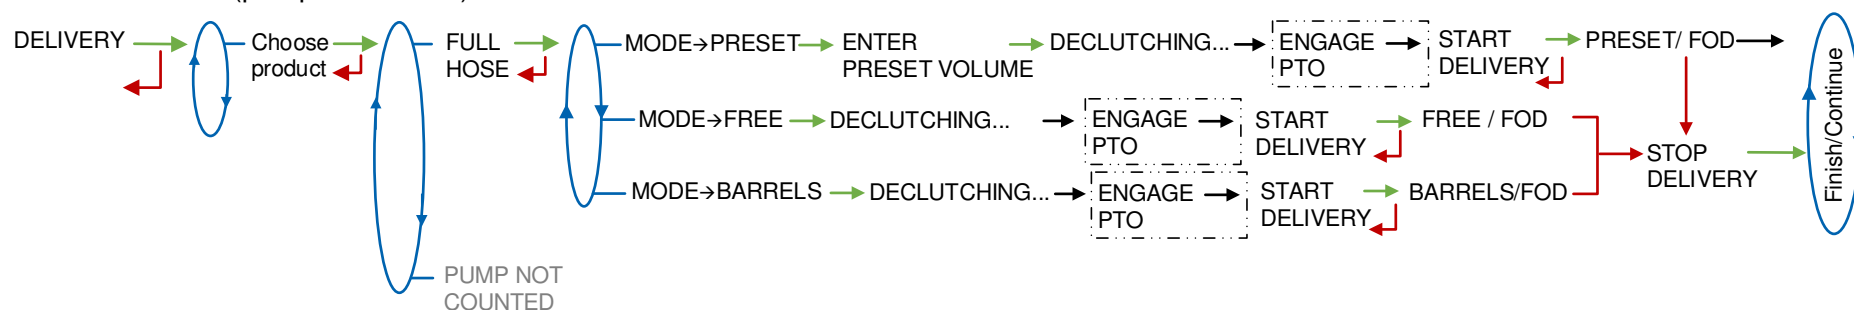 DELIVERY
Choose
product
FULL
HOSE
PUMP NOT
COUNTED
MODE→PRESET
ENTER
PRESET VOLUME
DECLUTCHING...
ENGAGE
PTO
START
DELIVERY
PRESET/ FOD
MODE→FREE
DECLUTCHING...
ENGAGE
PTO
START
DELIVERY
FREE / FOD
MODE→BARRELS
DECLUTCHING...
ENGAGE
PTO
START
DELIVERY
BARRELS/FOD
STOP
DELIVERY
Finish/Continue